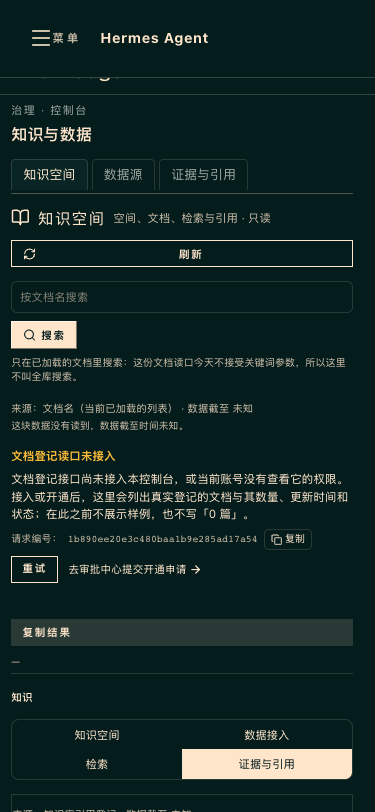 菜单 Hermes Agent
治理 · 控制台
知识与数据
知识空间 数据源 证据与引用
知识空间 空间、文档、检索与引用 · 只读
刷新
按文档名搜索
搜索
只在已加载的文档里搜索：这份文档读口今天不接受关键词参数，所以这里
不叫全库搜索。
来源：文档名（当前已加载的列表） · 数据截至 未知
这块数据没有读到，数据截至时间未知。
文档登记读口未接入
文档登记接口尚未接入本控制台，或当前账号没有查看它的权限。
接入或开通后，这里会列出真实登记的文档与其数量、更新时间和
状态；在此之前不展示样例，也不写「0 篇」。
请求编号： 1b890ee20e3c480baa1b9e285ad17a54 复制
重试 去审批中心提交开通申请 →
复制结果
—
知识
知识空间 数据接入
检索 证据与引用